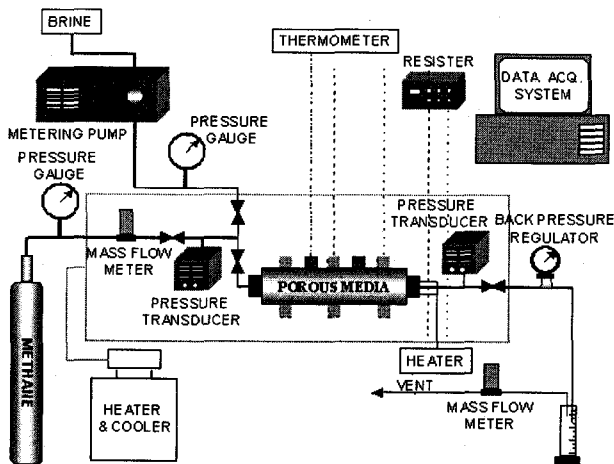 BRINE
THERMOMETER
RESISTER
DATA ACQ.
SYSTEM
METERING PUMP
PRESSURE
GAUGE
PRESSURE
GAUGE
PRESSURE
TRANSDUCER
BACK PRESSURE
REGULATOR
MASS FLOW
METER
PRESSURE
TRANSDUCER
POROUS MEDIA
METHANE
HEATER
& COOLER
HEATER
VENT
MASS FLOW
METER